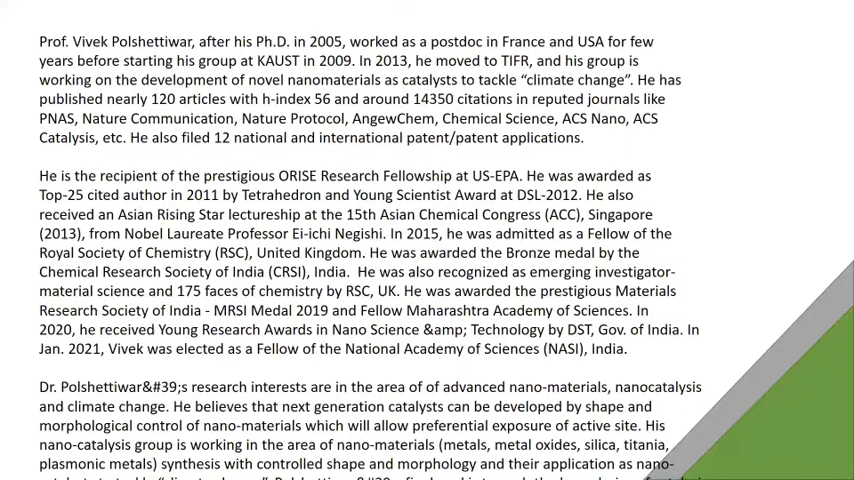 Prof. Vivek Polshettiwar, after his Ph.D. in 2005, worked as a postdoc in France and USA for few
years before starting his group at KAUST in 2009. In 2013, he moved to TIFR, and his group is
working on the development of novel nanomaterials as catalysts to tackle “climate change”. He has
published nearly 120 articles with h-index 56 and around 14350 citations in reputed journals like
PNAS, Nature Communication, Nature Protocol, AngewChem, Chemical Science, ACS Nano, ACS
Catalysis, etc. He also filed 12 national and international patent/patent applications.
He is the recipient of the prestigious ORISE Research Fellowship at US-EPA. He was awarded as
Top-25 cited author in 2011 by Tetrahedron and Young Scientist Award at DSL-2012. He also
received an Asian Rising Star lectureship at the 15th Asian Chemical Congress (ACC), Singapore
(2013), from Nobel Laureate Professor Ei-ichi Negishi. In 2015, he was admitted as a Fellow of the
Royal Society of Chemistry (RSC), United Kingdom. He was awarded the Bronze medal by the
Chemical Research Society of India (CRSI), India.  He was also recognized as emerging investigator-
material science and 175 faces of chemistry by RSC, UK. He was awarded the prestigious Materials
Research Society of India - MRSI Medal 2019 and Fellow Maharashtra Academy of Sciences. In
2020, he received Young Research Awards in Nano Science &amp; Technology by DST, Gov. of India. In
Jan. 2021, Vivek was elected as a Fellow of the National Academy of Sciences (NASI), India.
Dr. Polshettiwar&#39;s research interests are in the area of of advanced nano-materials, nanocatalysis
and climate change. He believes that next generation catalysts can be developed by shape and
morphological control of nano-materials which will allow preferential exposure of active site. His
nano-catalysis group is working in the area of nano-materials (metals, metal oxides, silica, titania,
plasmonic metals) synthesis with controlled shape and morphology and their application as nano-